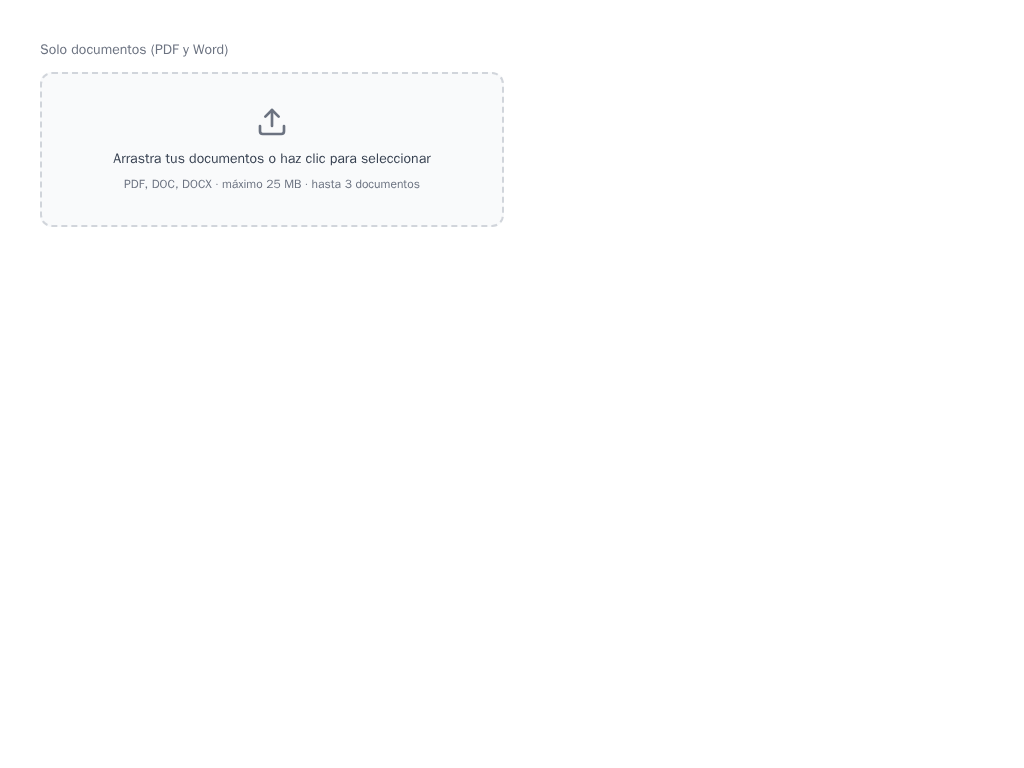 Solo documentos (PDF y Word)
Arrastra tus documentos o haz clic para seleccionar
PDF, DOC, DOCX · máximo 25 MB · hasta 3 documentos